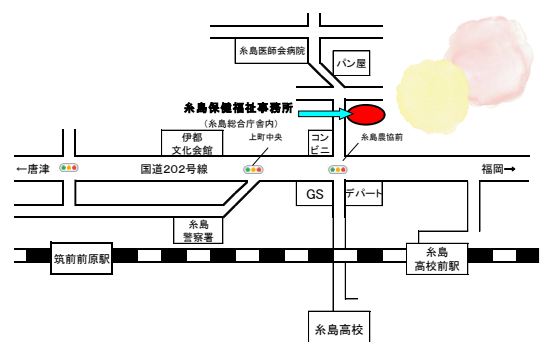 糸島医師会病院
パン屋
糸島保健福祉事務所
（糸島総合庁舎内）
伊都
文化会館
上町中央
コン
ビニ
糸島農協前
←唐津
国道202号線
福岡→
GS
デパート
糸島
警察署
筑前前原駅
糸島
高校前駅
糸島高校